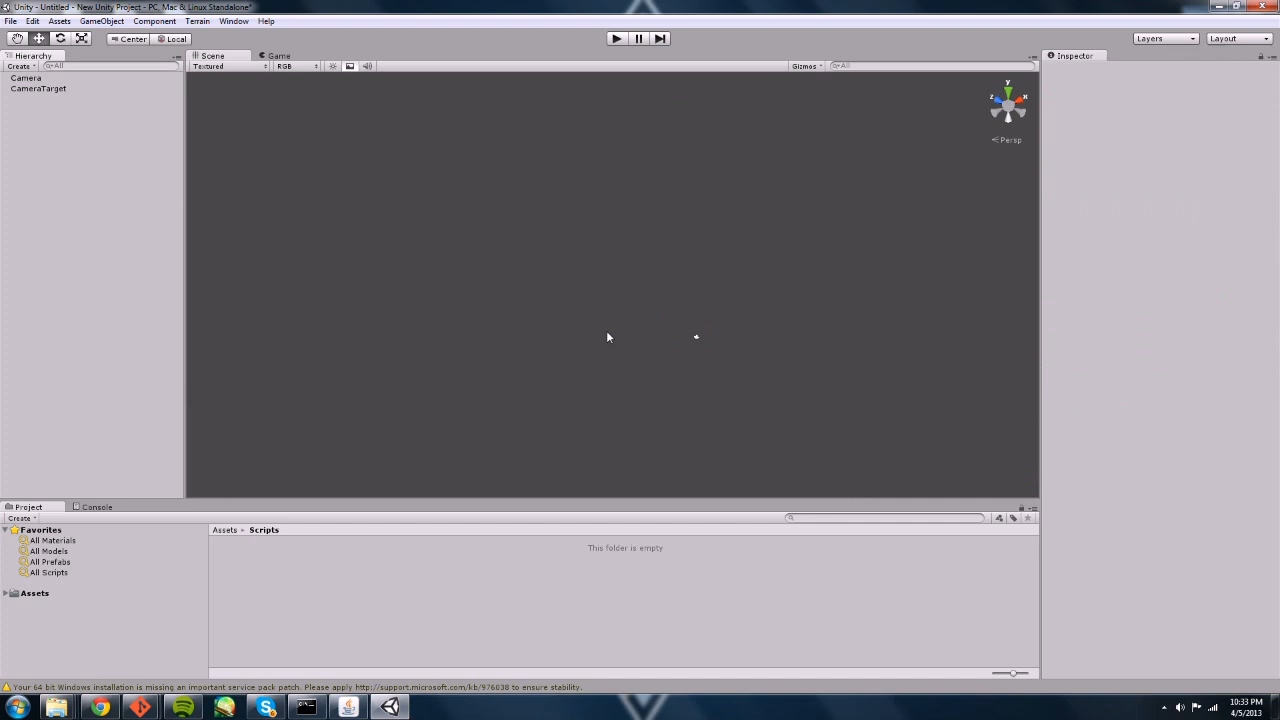 Unity - Untitled - New Unity Project - PC, Mac & Linux Standalone*
File Edit Assets GameObject Component Terrain Window Help
Center Local Layers Layout
Hierarchy Scene Game Inspector
Create All Textured RGB Gizmos All
Camera
CameraTarget
y
z x
Persp
Project Console
Create
Favorites Assets Scripts
All Materials
All Models This folder is empty
All Prefabs
All Scripts
Assets
Your 64 bit Windows installation is missing an important service pack patch. Please apply http://support.microsoft.com/kb/976038 to ensure stability.
10:33 PM
4/5/2013